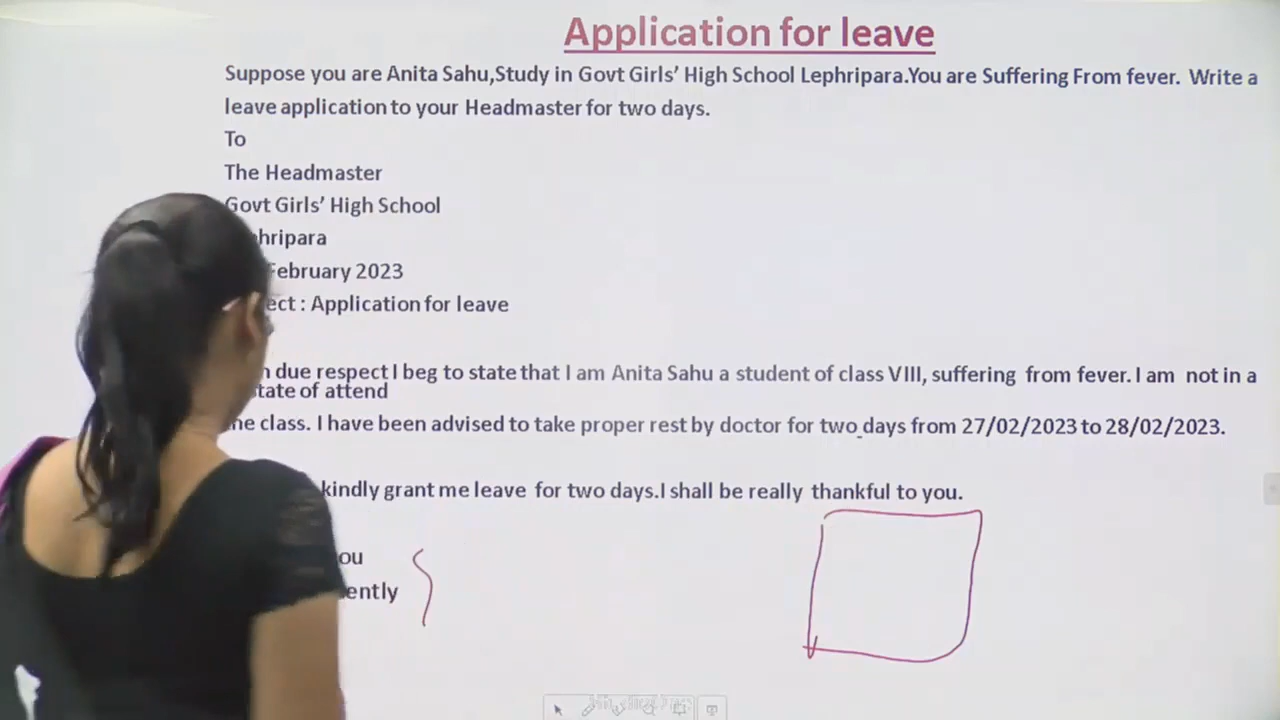 Application for leave
Suppose you are Anita Sahu,Study in Govt Girls’ High School Lephripara.You are Suffering From fever. Write a
leave application to your Headmaster for two days.
To
The Headmaster
Govt Girls’ High School
hripara
February 2023
ect : Application for leave
due respect I beg to state that I am Anita Sahu a student of class VIII, suffering from fever. I am not in a
tate of attend
he class. I have been advised to take proper rest by doctor for two days from 27/02/2023 to 28/02/2023.
kindly grant me leave for two days.I shall be really thankful to you.
ou
ently